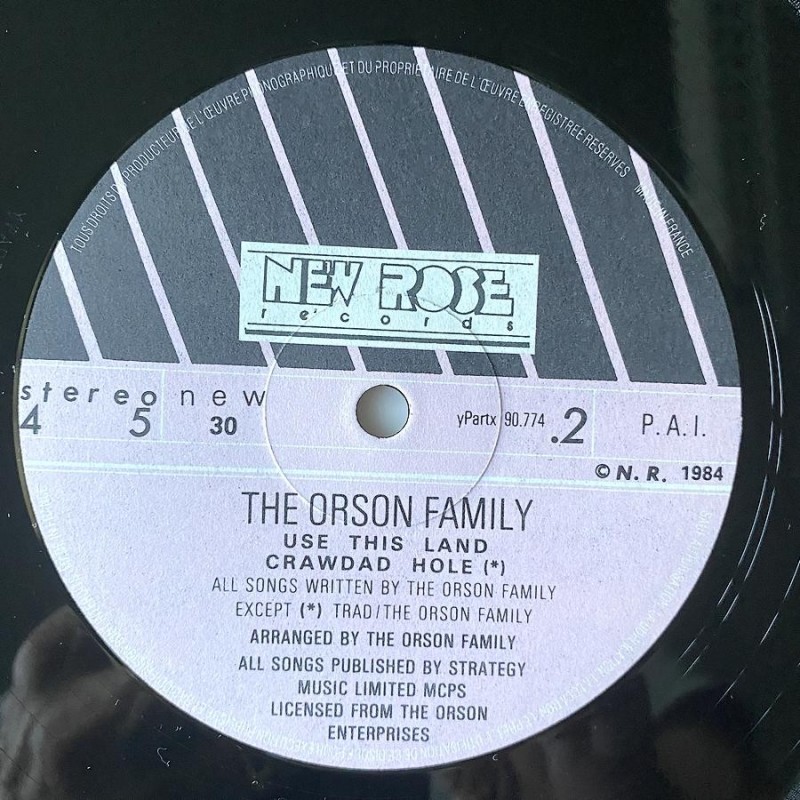 TOUS DROITS DU PRODUCTEUR DE L'ŒUVRE PHONOGRAPHIQUE ET DU PROPRIETAIRE DE L'ŒUVRE ENREGISTREE RESERVES MADE IN FRANCE
NEW ROSE
records
stereo new
45 30 yPartx 90.774 .2 P.A.I.
© N. R. 1984
THE ORSON FAMILY
USE THIS LAND
CRAWDAD HOLE (*)
ALL SONGS WRITTEN BY THE ORSON FAMILY
EXCEPT (*) TRAD/THE ORSON FAMILY
ARRANGED BY THE ORSON FAMILY
ALL SONGS PUBLISHED BY STRATEGY
MUSIC LIMITED MCPS
LICENSED FROM THE ORSON
ENTERPRISES